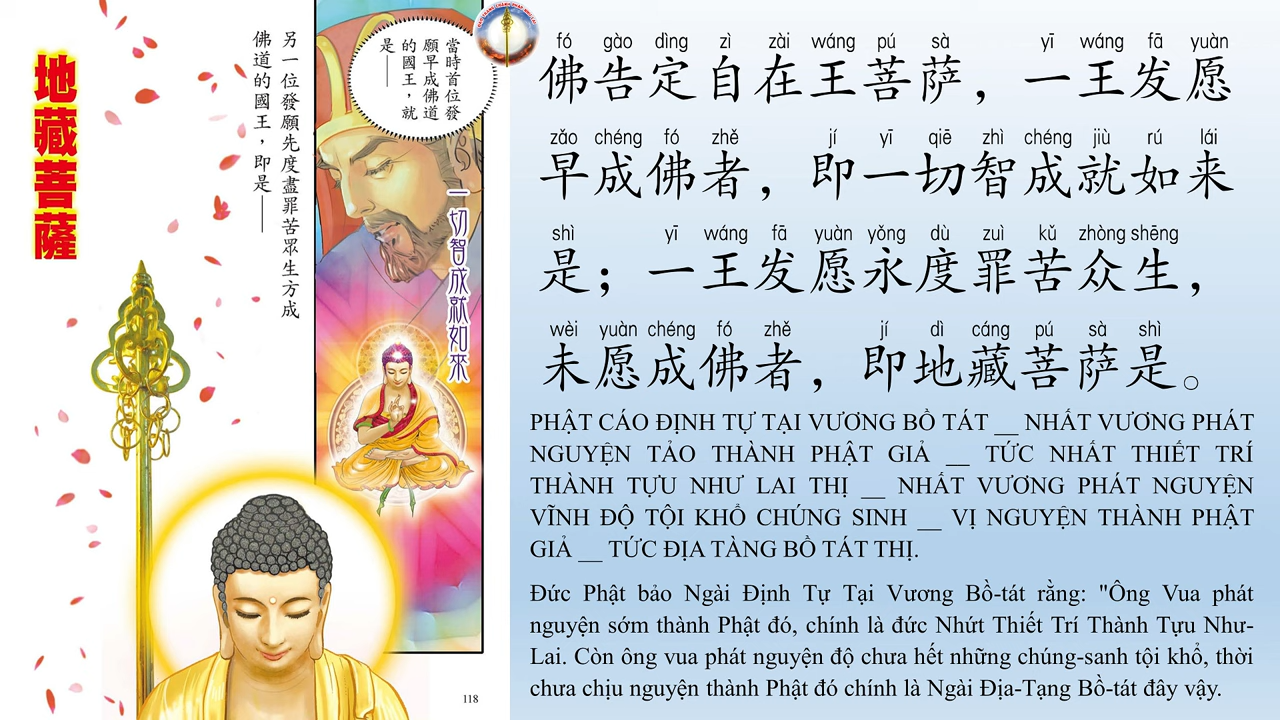 地藏菩薩
另一位發願先度盡罪苦眾生方成
佛道的國王，即是——
當時首位發
願早成佛道
的國王，就
是——
一切智成就如來
118
fó gào dìng zì zài wáng pú sà yī wáng fā yuàn
佛告定自在王菩萨，一王发愿
zǎo chéng fó zhě jí yī qiē zhì chéng jiù rú lái
早成佛者，即一切智成就如来
shì yī wáng fā yuàn yǒng dù zuì kǔ zhòng shēng
是；一王发愿永度罪苦众生，
wèi yuàn chéng fó zhě jí dì cáng pú sà shì
未愿成佛者，即地藏菩萨是。
PHẬT CÁO ĐỊNH TỰ TẠI VƯƠNG BỒ TÁT __ NHẤT VƯƠNG PHÁT
NGUYỆN TẢO THÀNH PHẬT GIẢ __ TỨC NHẤT THIẾT TRÍ
THÀNH TỰU NHƯ LAI THỊ __ NHẤT VƯƠNG PHÁT NGUYỆN
VĨNH ĐỘ TỘI KHỔ CHÚNG SINH __ VỊ NGUYỆN THÀNH PHẬT
GIẢ __ TỨC ĐỊA TÀNG BỒ TÁT THỊ.
Đức Phật bảo Ngài Định Tự Tại Vương Bồ-tát rằng: "Ông Vua phát
nguyện sớm thành Phật đó, chính là đức Nhứt Thiết Trí Thành Tựu Như-
Lai. Còn ông vua phát nguyện độ chưa hết những chúng-sanh tội khổ, thời
chưa chịu nguyện thành Phật đó chính là Ngài Địa-Tạng Bồ-tát đây vậy.